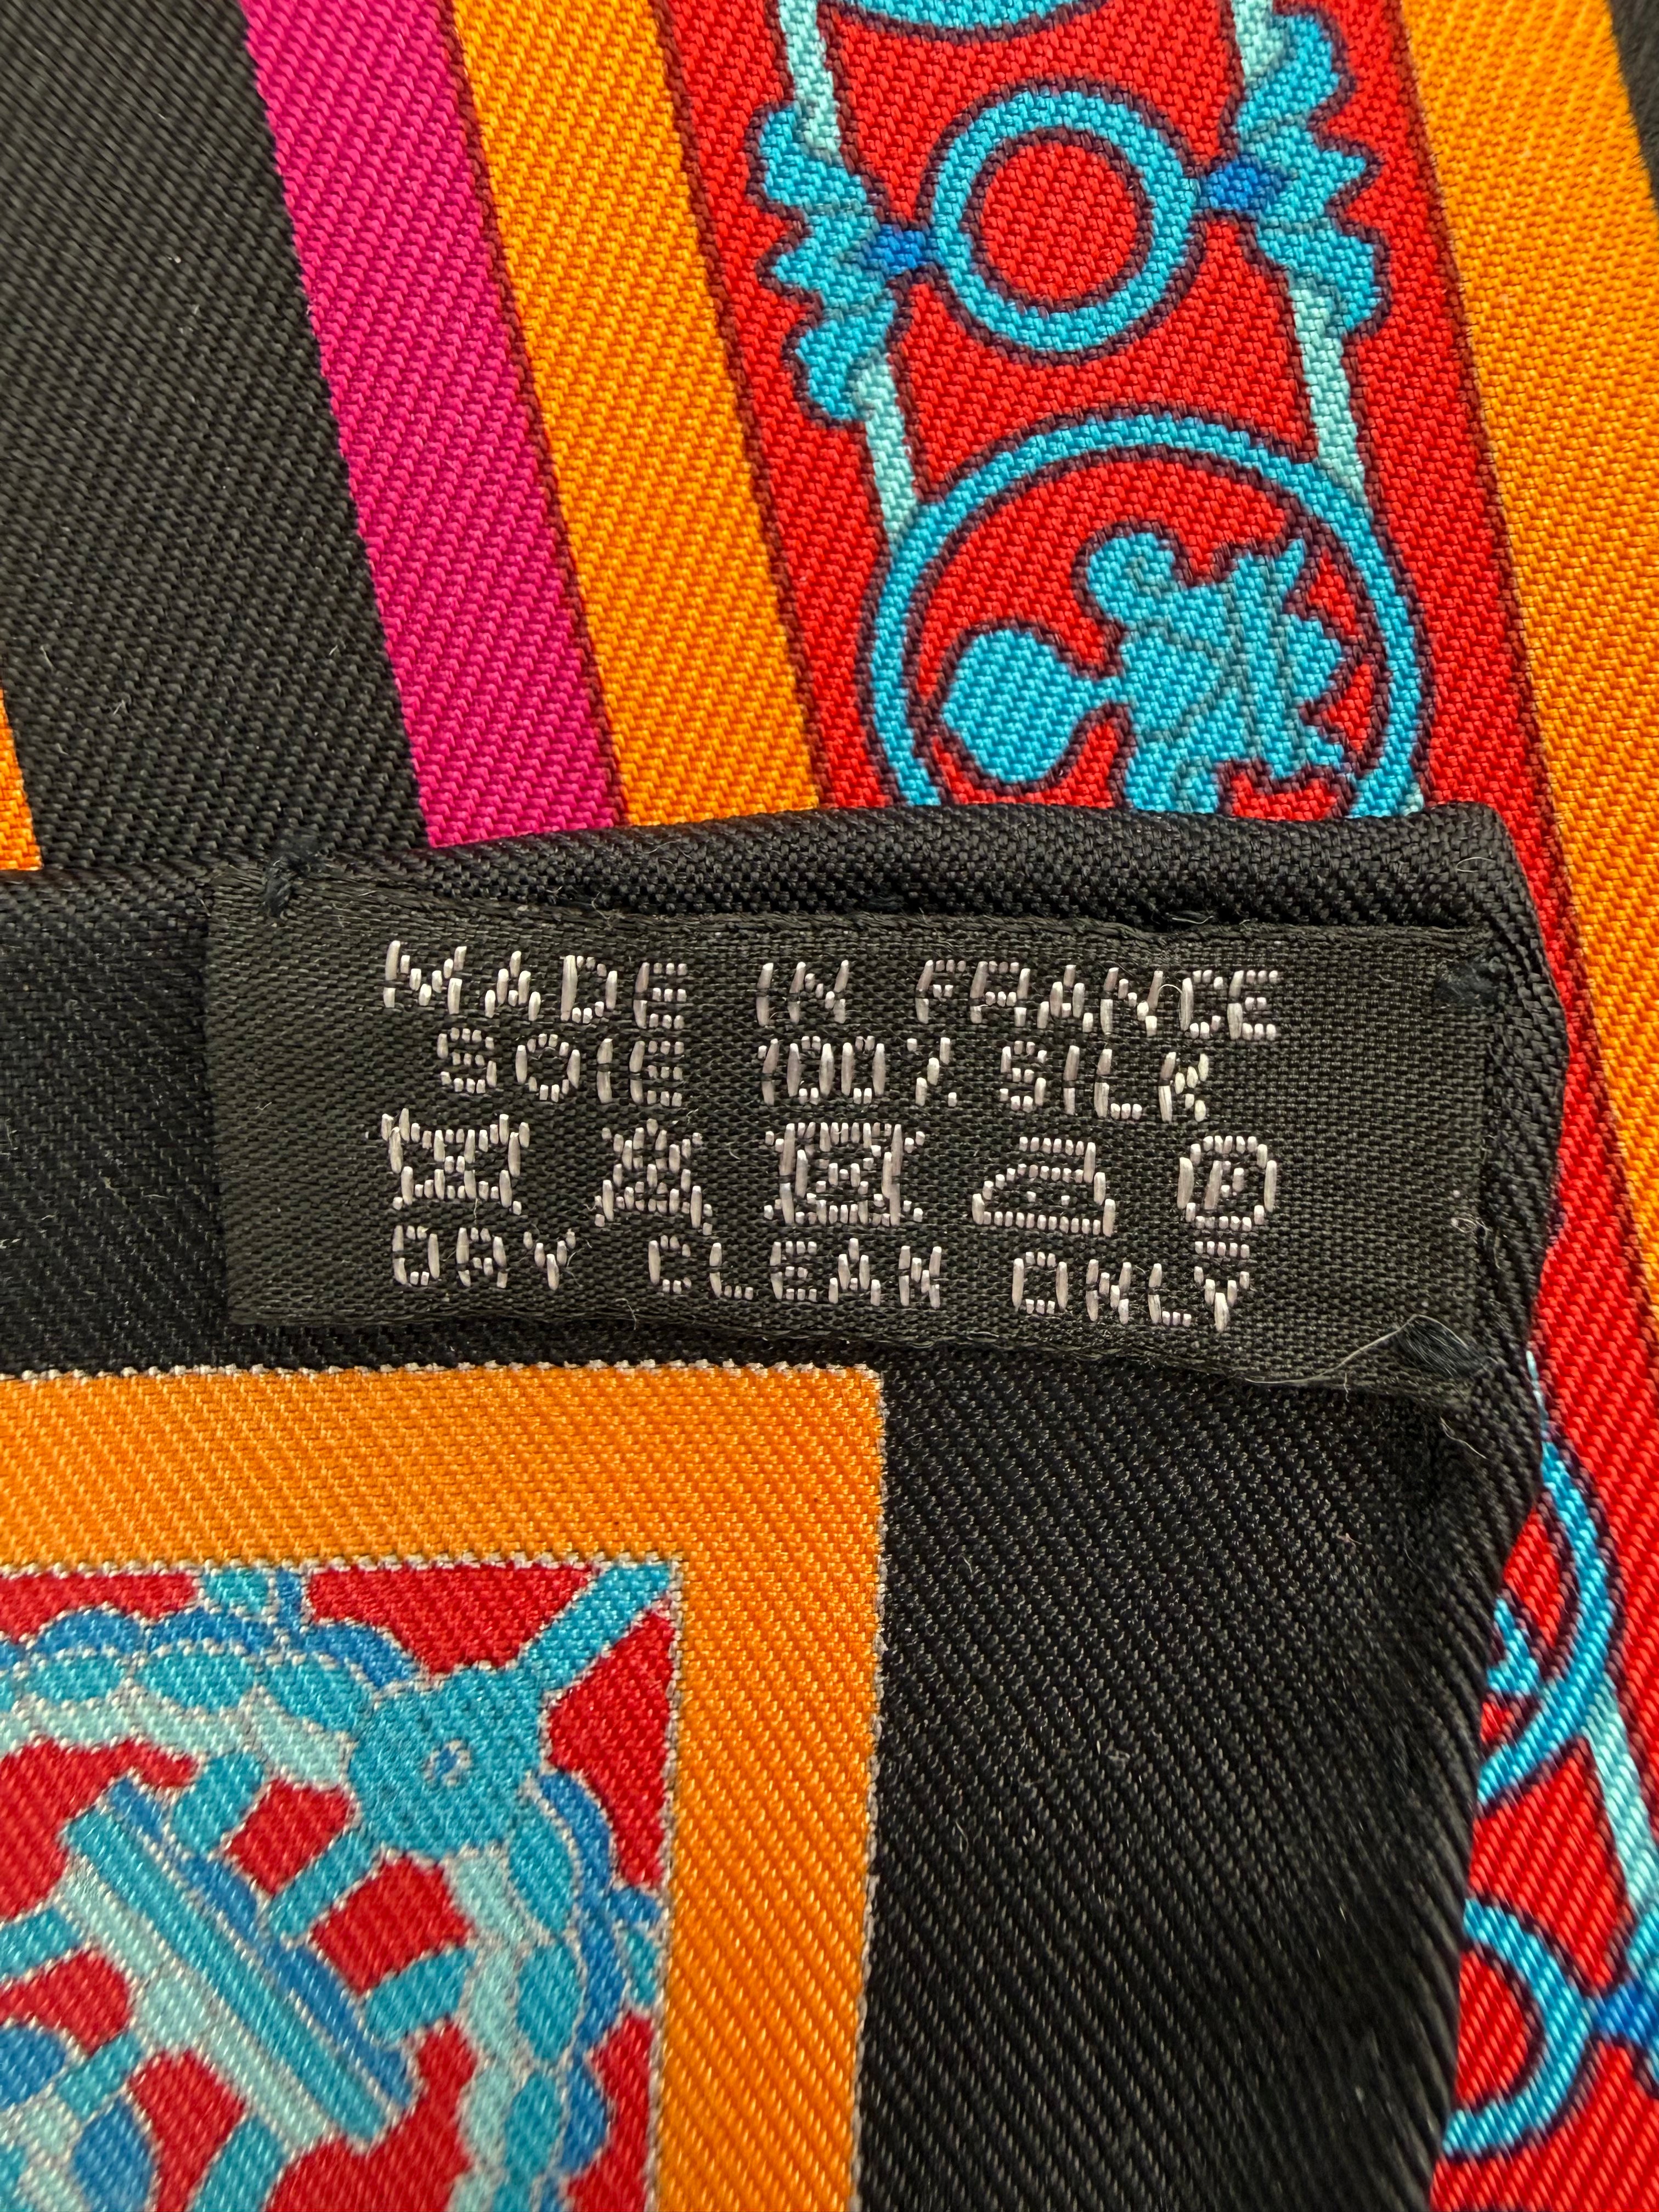 MADE IN FRANCE
SOIE 100% SILK
P
DRY CLEAN ONLY